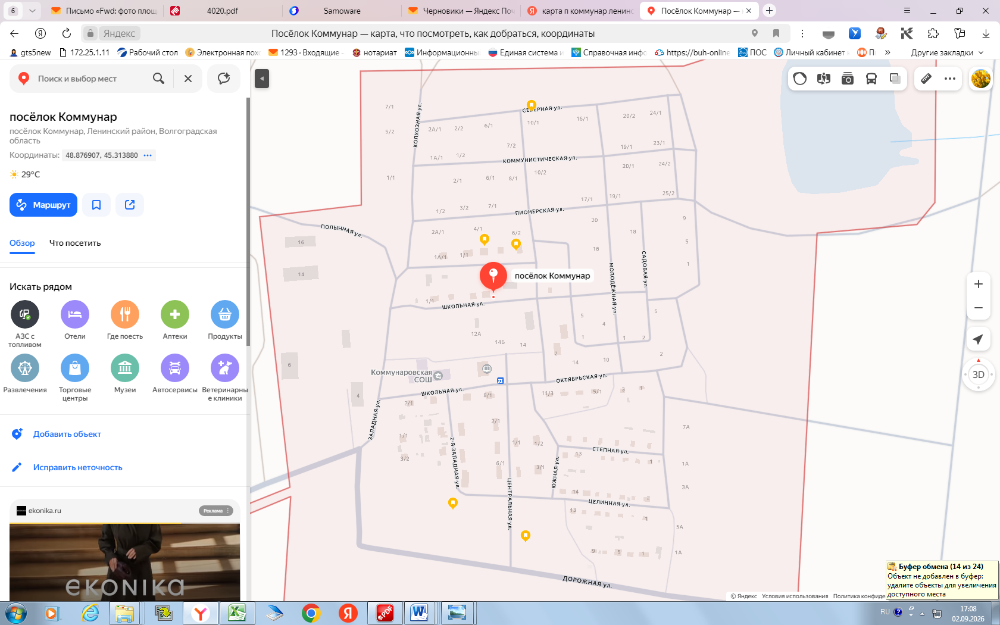 6
Письмо «Fwd: фото площ
4020.pdf
Samoware
Черновики — Яндекс Поч
карта п коммунар ленинс
Посёлок Коммунар —
Яндекс
Посёлок Коммунар — карта, что посмотреть, как добраться, координаты
gts5new
172.25.1.11
Рабочий стол
Электронная похо
1293 · Входящие -
нотариат
Информационны
Единая система и
Справочная инфо
https://buh-online
ПОС
Личный кабинет
П
»
Другие закладки
Поиск и выбор мест
посёлок Коммунар
посёлок Коммунар, Ленинский район, Волгоградская
область
Координаты: 48.876907, 45.313880
29°C
Маршрут
Обзор
Что посетить
Искать рядом
АЗС с
топливом
Отели
Где поесть
Аптеки
Продукты
Развлечения
Торговые
центры
Музеи
Автосервисы
Ветеринарны
е клиники
Добавить объект
Исправить неточность
ekonika.ru
Реклама
ekonika
7/1
КОЛХОЗНАЯ ул.
СЕВЕРНАЯ ул.
24/1
20/2
16/1
10/1
6/1
2/2
2А/1
5/2
23/1
19/1
7/2
1/2
1А/1
КОММУНИСТИЧЕСКАЯ ул.
24/2
20/1
10/2
8/1
6/1
2/1
1/1
25/2
19/1
17/1
7/1
3/2
1/2
ПИОНЕРСКАЯ ул.
9
20
18
4/1
6/2
2А/1
ПОЛЫННАЯ ул.
16
5
16
1/1
1А/1
1
14
САДОВАЯ ул.
МОЛОДЁЖНАЯ ул.
посёлок Коммунар
1/1
ШКОЛЬНАЯ ул.
5
5
4
12А
14Б
14
1
1
2
2
2
14
10
6
Коммунаровская
СОШ
ОКТЯБРЬСКАЯ ул.
ШКОЛЬНАЯ ул.
4
8/1
11/3
5/1
3
1
2/1
ЗАПАДНАЯ ул.
2/1
7А
1/1
1/1
1/2
2-Я ЗАПАДНАЯ ул.
СТЕПНАЯ ул.
13
1
3/2
6/1
3/1
1А
ЮЖНАЯ ул.
ЦЕНТРАЛЬНАЯ ул.
14
2
3А
ЦЕЛИННАЯ ул.
13
1
5А
9
5
1
1А
ДОРОЖНАЯ ул.
3D
© Яндекс
Условия использования
Политика конфиде
Буфер обмена (14 из 24)
Объект не добавлен в буфер:
удалите объекты для увеличения
доступного места
RU
17:08
02.09.2026